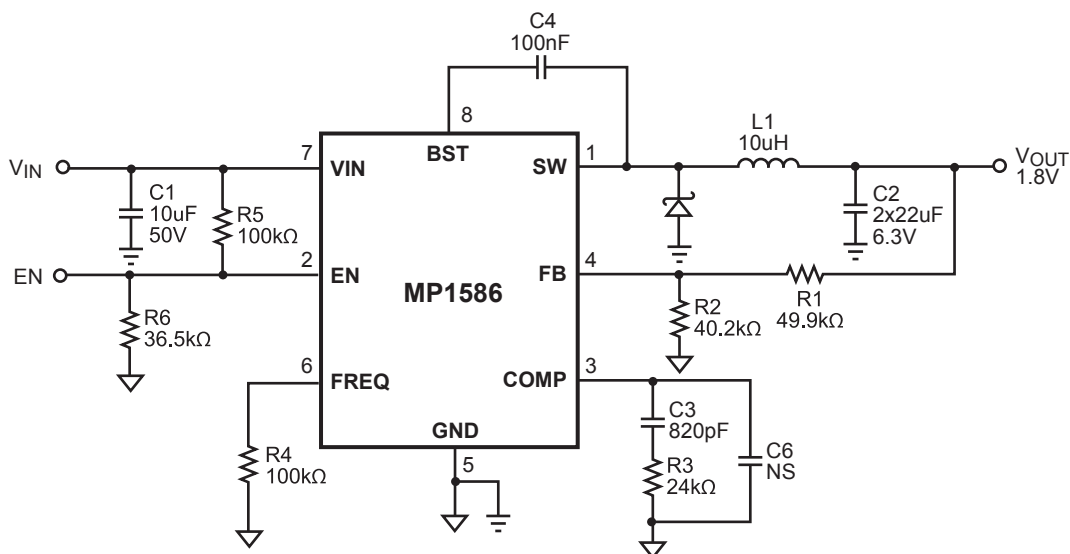 C4
100nF
8
BST
L1
10uH
VIN
7
VIN
SW
1
VOUT
1.8V
C1
10uF
50V
R5
100kΩ
C2
2x22uF
6.3V
EN
2
EN
FB
4
MP1586
R1
49.9kΩ
R2
40.2kΩ
R6
36.5kΩ
6
FREQ
COMP
3
C3
820pF
GND
5
R4
100kΩ
R3
24kΩ
C6
NS